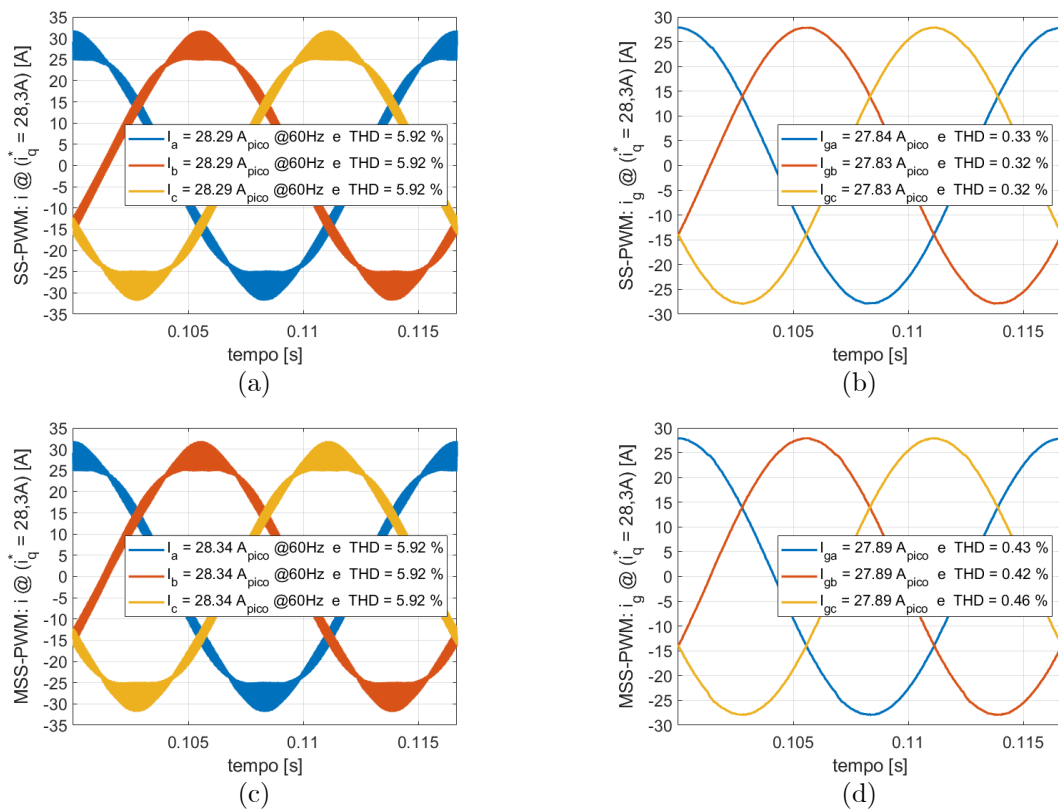 SS-PWM: i @ (i*q = 28,3A) [A]
35
30
25
20
15
10
5
0
-5
-10
-15
-20
-25
-30
-35
Ia = 28.29 Apico @60Hz e THD = 5.92 %
Ib = 28.29 Apico @60Hz e THD = 5.92 %
Ic = 28.29 Apico @60Hz e THD = 5.92 %
0.105 0.11 0.115
tempo [s]
(a)
SS-PWM: ig @ (i*q = 28,3A) [A]
30
25
20
15
10
5
0
-5
-10
-15
-20
-25
-30
Iga = 27.84 Apico e THD = 0.33 %
Igb = 27.83 Apico e THD = 0.32 %
Igc = 27.83 Apico e THD = 0.32 %
0.105 0.11 0.115
tempo [s]
(b)
MSS-PWM: i @ (i*q = 28,3A) [A]
35
30
25
20
15
10
5
0
-5
-10
-15
-20
-25
-30
-35
Ia = 28.34 Apico @60Hz e THD = 5.92 %
Ib = 28.34 Apico @60Hz e THD = 5.92 %
Ic = 28.34 Apico @60Hz e THD = 5.92 %
0.105 0.11 0.115
tempo [s]
(c)
MSS-PWM: ig @ (i*q = 28,3A) [A]
30
25
20
15
10
5
0
-5
-10
-15
-20
-25
-30
Iga = 27.89 Apico e THD = 0.43 %
Igb = 27.89 Apico e THD = 0.42 %
Igc = 27.89 Apico e THD = 0.46 %
0.105 0.11 0.115
tempo [s]
(d)